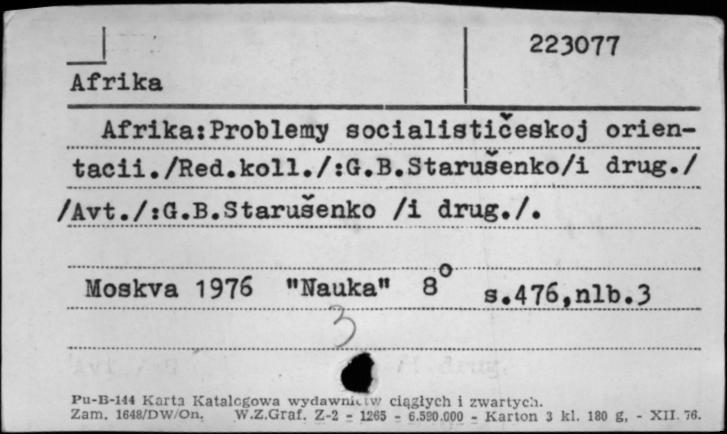 223077
Afrika
Afrika:Problemy socialističeskoj orien-
tacii./Red.koll./:G.B.Starušenko/i drug./
/Avt./:G.B.Starušenko /i drug./.
Moskva 1976 "Nauka" 8° s.476,nlb.3
3
Pu-B-144 Karta Katalogowa wydawnictw ciągłych i zwartych.
Zam. 1648/DW/On. W.Z.Graf. Z-2 - 1265 - 6.590.000 - Karton 3 kl. 180 g, - XII. 76.